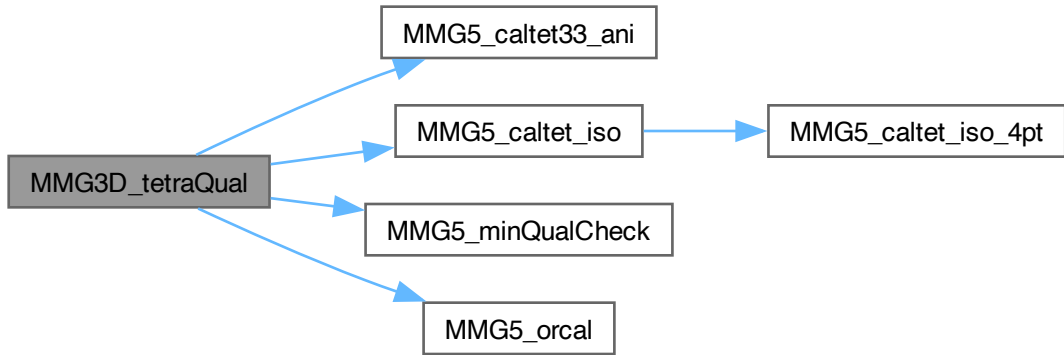 MMG3D_tetraQual
MMG5_caltet33_ani
MMG5_caltet_iso
MMG5_caltet_iso_4pt
MMG5_minQualCheck
MMG5_orcal